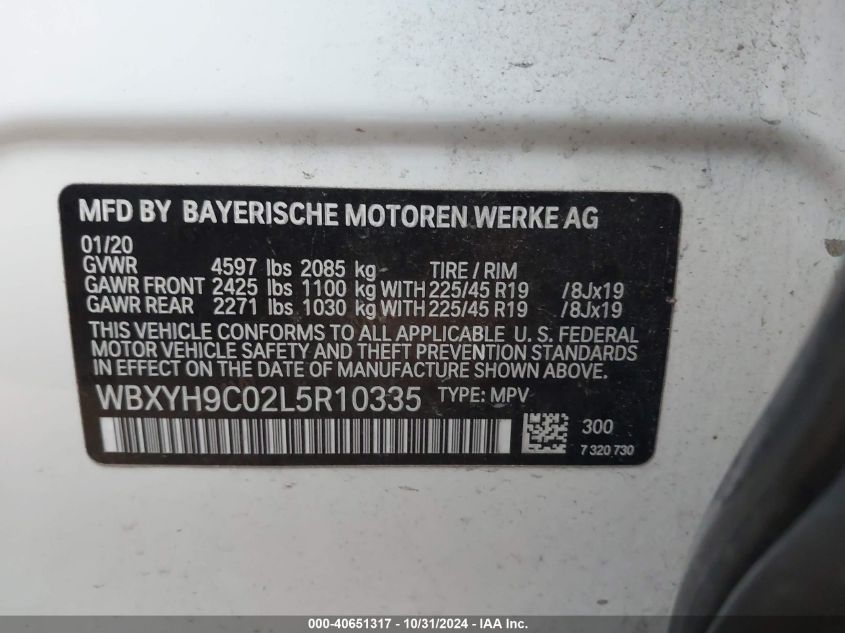 MFD BY BAYERISCHE MOTOREN WERKE AG
01/20
GVWR 4597 lbs 2085 kg TIRE / RIM
GAWR FRONT 2425 lbs 1100 kg WITH 225/45 R19 /8Jx19
GAWR REAR 2271 lbs 1030 kg WITH 225/45 R19 /8Jx19
THIS VEHICLE CONFORMS TO ALL APPLICABLE U. S. FEDERAL
MOTOR VEHICLE SAFETY AND THEFT PREVENTION STANDARDS
IN EFFECT ON THE DATE OF MANUFACTURE SHOWN ABOVE.
WBXYH9C02L5R10335 TYPE: MPV
300
7 320 730
000-40651317 - 10/31/2024 - IAA Inc.